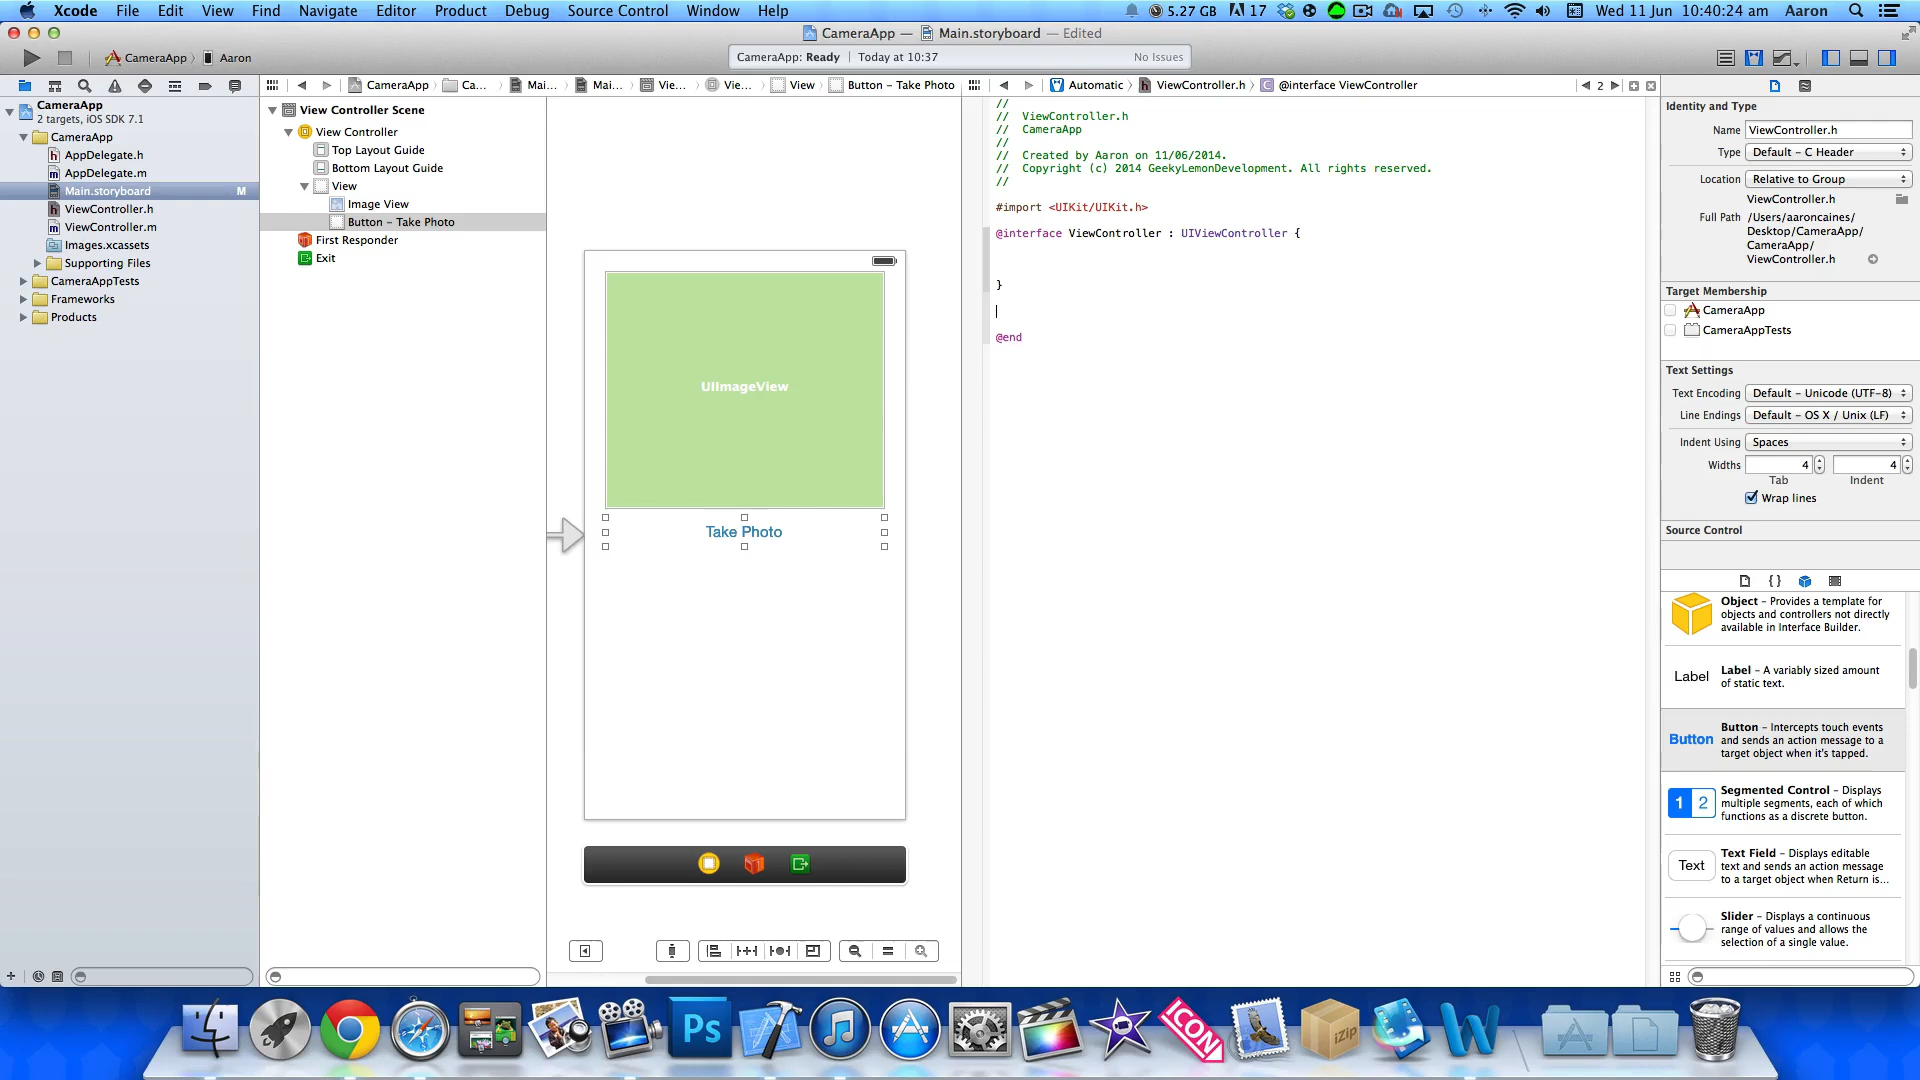 Xcode File Edit View Find Navigate Editor Product Debug Source Control Window Help 5.27 GB 17 Wed 11 Jun 10:40:24 am Aaron
CameraApp — Main.storyboard — Edited
CameraApp Aaron
CameraApp: Ready Today at 10:37 No Issues
CameraApp Ca... Mai... Mai... Vie... Vie... View Button – Take Photo
Automatic ViewController.h @interface ViewController 2
CameraApp
2 targets, iOS SDK 7.1
CameraApp
AppDelegate.h
AppDelegate.m
Main.storyboard M
ViewController.h
ViewController.m
Images.xcassets
Supporting Files
CameraAppTests
Frameworks
Products
View Controller Scene
View Controller
Top Layout Guide
Bottom Layout Guide
View
Image View
Button – Take Photo
First Responder
Exit
UIImageView
Take Photo
//
// ViewController.h
// CameraApp
//
// Created by Aaron on 11/06/2014.
// Copyright (c) 2014 GeekyLemonDevelopment. All rights reserved.
//
#import <UIKit/UIKit.h>
@interface ViewController : UIViewController {
}
@end
Identity and Type
Name ViewController.h
Type Default – C Header
Location Relative to Group
ViewController.h
Full Path /Users/aaroncaines/
Desktop/CameraApp/
CameraApp/
ViewController.h
Target Membership
CameraApp
CameraAppTests
Text Settings
Text Encoding Default – Unicode (UTF-8)
Line Endings Default – OS X / Unix (LF)
Indent Using Spaces
Widths 4 4
Tab Indent
Wrap lines
Source Control
{ }
Object – Provides a template for
objects and controllers not directly
available in Interface Builder.
Label Label – A variably sized amount
of static text.
Button Button – Intercepts touch events
and sends an action message to a
target object when it's tapped.
1 2 Segmented Control – Displays
multiple segments, each of which
functions as a discrete button.
Text Text Field – Displays editable
text and sends an action message
to a target object when Return is...
Slider – Displays a continuous
range of values and allows the
selection of a single value.
Ps ICON iZip W